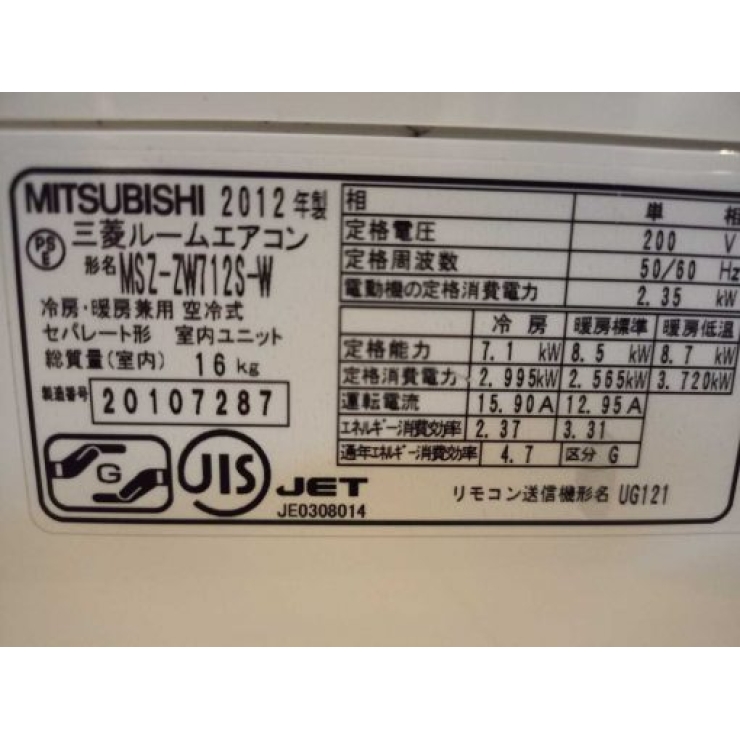 MITSUBISHI 2012年製
PSE 三菱ルームエアコン
形名 MSZ-ZW712S-W
冷房・暖房兼用 空冷式
セパレート形 室内ユニット
総質量(室内) 16kg
製造番号 20107287
G JIS JET
JE0308014
相 単相
定格電圧 200 V
定格周波数 50/60 Hz
電動機の定格消費電力 2.35 kW
冷房 暖房標準 暖房低温
定格能力 7.1 kW 8.5 kW 8.7 kW
定格消費電力 2.995kW 2.565kW 3.720kW
運転電流 15.90A 12.95A
エネルギー消費効率 2.37 3.31
通年エネルギー消費効率 4.7 区分 G
リモコン送信機形名 UG121